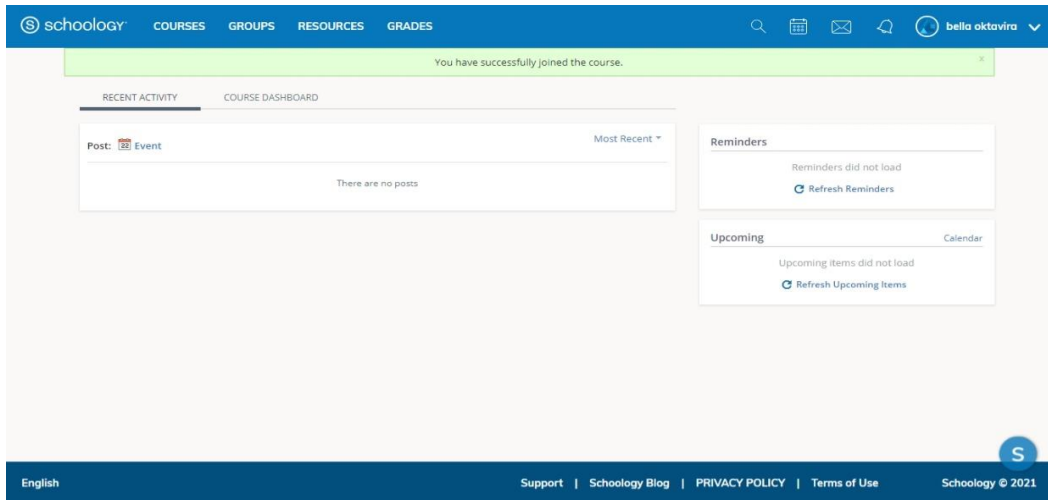 schoology COURSES GROUPS RESOURCES GRADES bella oktavira
You have successfully joined the course. ×
RECENT ACTIVITY COURSE DASHBOARD
Post: 22 Event Most Recent
There are no posts
Reminders
Reminders did not load
Refresh Reminders
Upcoming Calendar
Upcoming items did not load
Refresh Upcoming Items
S
English Support | Schoology Blog | PRIVACY POLICY | Terms of Use Schoology © 2021